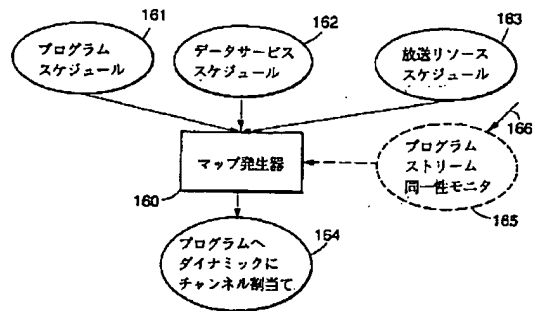 161
プログラム
スケジュール
162
データサービス
スケジュール
163
放送リソース
スケジュール
166
マップ発生器
160
プログラム
ストリーム
同一性モニタ
165
164
プログラムへ
ダイナミックに
チャンネル割当て